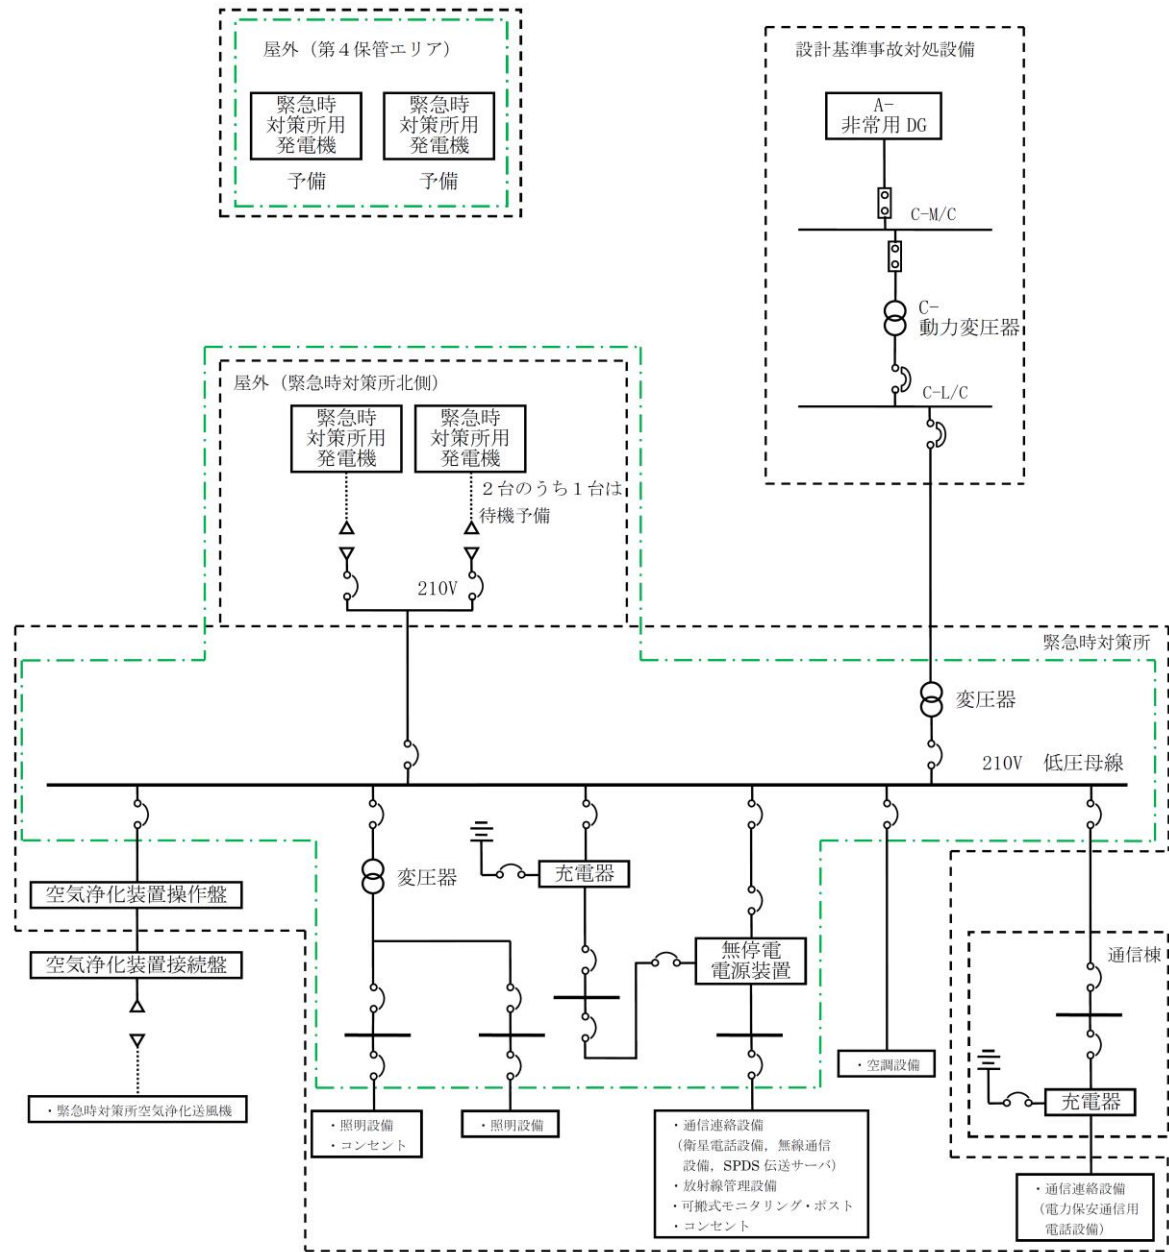 屋外（第４保管エリア）
緊急時
対策所用
発電機
予備
緊急時
対策所用
発電機
予備
設計基準事故対処設備
A-
非常用 DG
C-M/C
C-
動力変圧器
C-L/C
屋外（緊急時対策所北側）
緊急時
対策所用
発電機
緊急時
対策所用
発電機
２台のうち１台は
待機予備
210V
緊急時対策所
変圧器
210V 低圧母線
変圧器
充電器
空気浄化装置操作盤
空気浄化装置接続盤
無停電
電源装置
通信棟
・空調設備
充電器
・緊急時対策所空気浄化送風機
・照明設備
・コンセント
・照明設備
・通信連絡設備
（衛星電話設備，無線通信
設備，SPDS 伝送サーバ）
・放射線管理設備
・可搬式モニタリング・ポスト
・コンセント
・通信連絡設備
（電力保安通信用
電話設備）